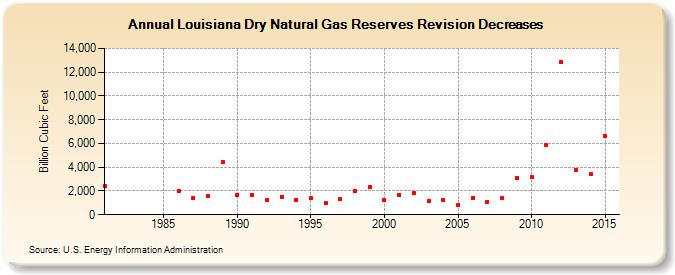 Annual Louisiana Dry Natural Gas Reserves Revision Decreases
Billion Cubic Feet
14,000
12,000
10,000
8,000
6,000
4,000
2,000
0
1985 1990 1995 2000 2005 2010 2015
Source: U.S. Energy Information Administration